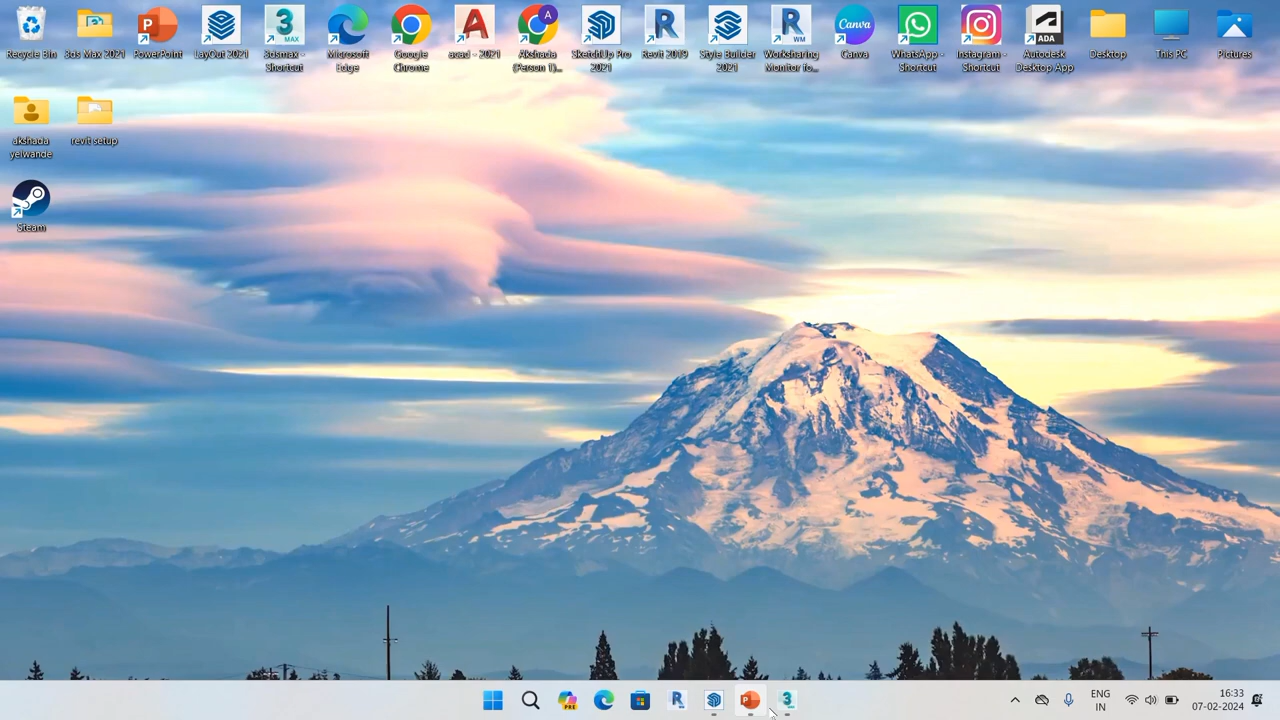 Recycle Bin
3ds Max 2021
PowerPoint
LayOut 2021
3dsmax - Shortcut
Microsoft Edge
Google Chrome
acad - 2021
Akshada (Person 1)...
SketchUp Pro 2021
Revit 2019
Style Builder 2021
Worksharing Monitor fo...
Canva
WhatsApp - Shortcut
Instagram - Shortcut
Autodesk Desktop App
Desktop
This PC
Pictures
akshada yelwande
revit setup
Steam
ENG
IN
16:33
07-02-2024